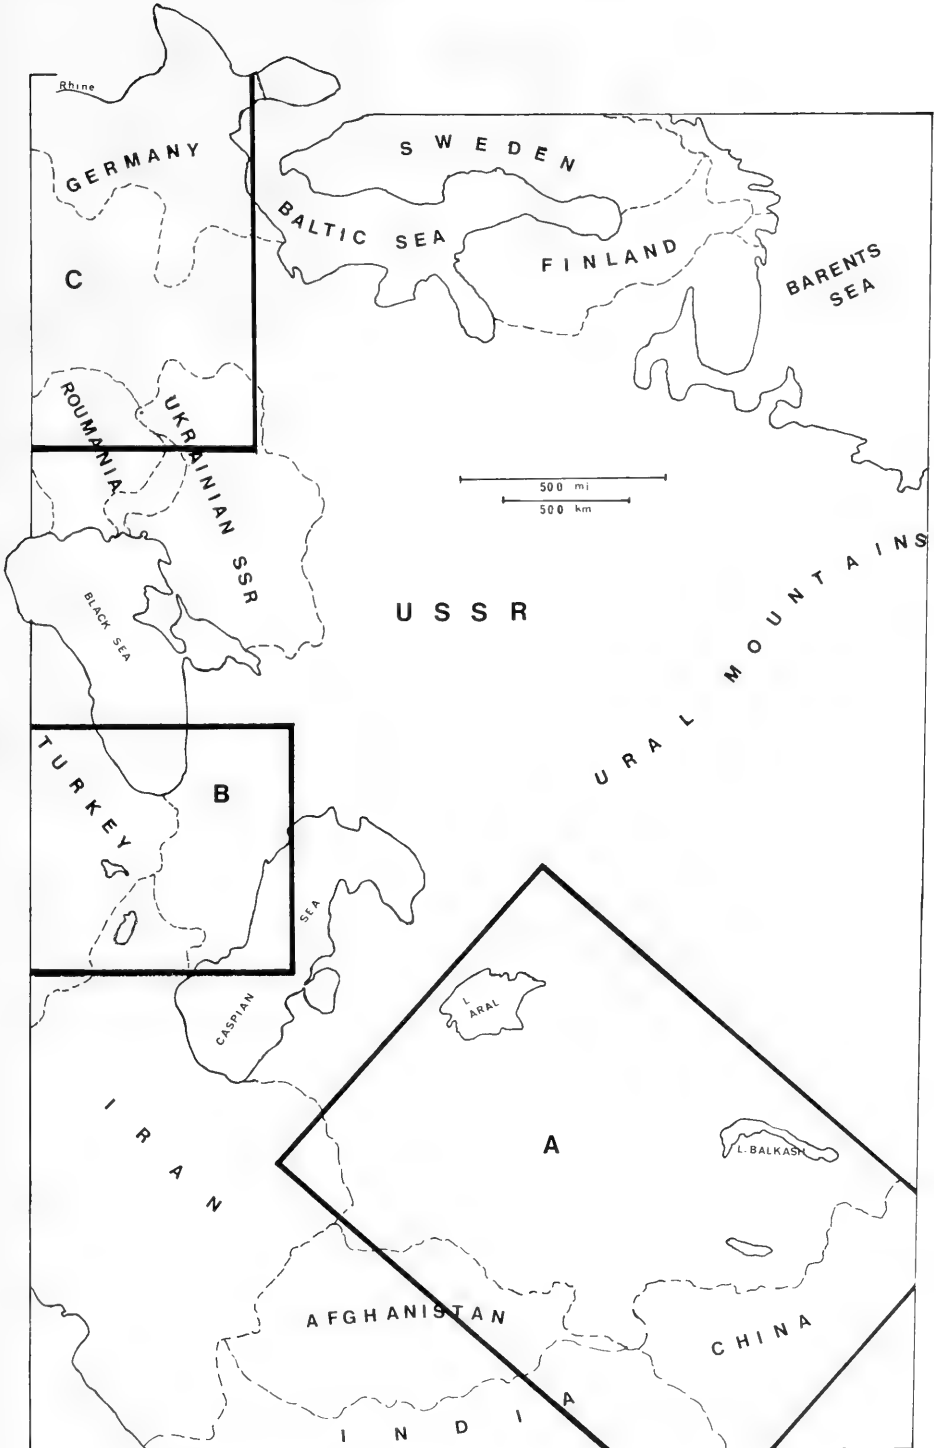 Rhine
GERMANY
SWEDEN
BALTIC SEA
FINLAND
BARENTS
SEA
C
ROUMANIA
UKRAINIAN SSR
500 mi
500 km
URAL MOUNTAINS
BLACK SEA
USSR
TURKEY
B
SEA
CASPIAN
L
ARAL
IRAN
A
L. BALKASH
AFGHANISTAN
CHINA
INDIA